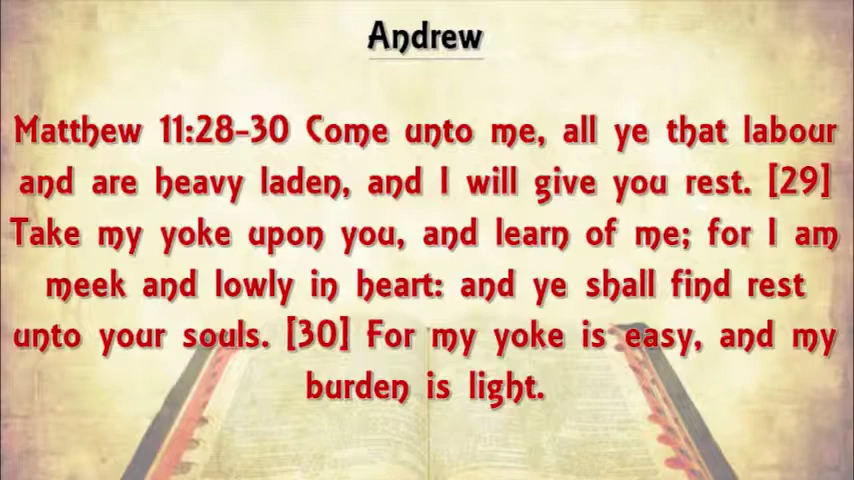 Andrew
Matthew 11:28-30 Come unto me, all ye that labour
and are heavy laden, and I will give you rest. [29]
Take my yoke upon you, and learn of me; for I am
meek and lowly in heart: and ye shall find rest
unto your souls. [30] For my yoke is easy, and my
burden is light.